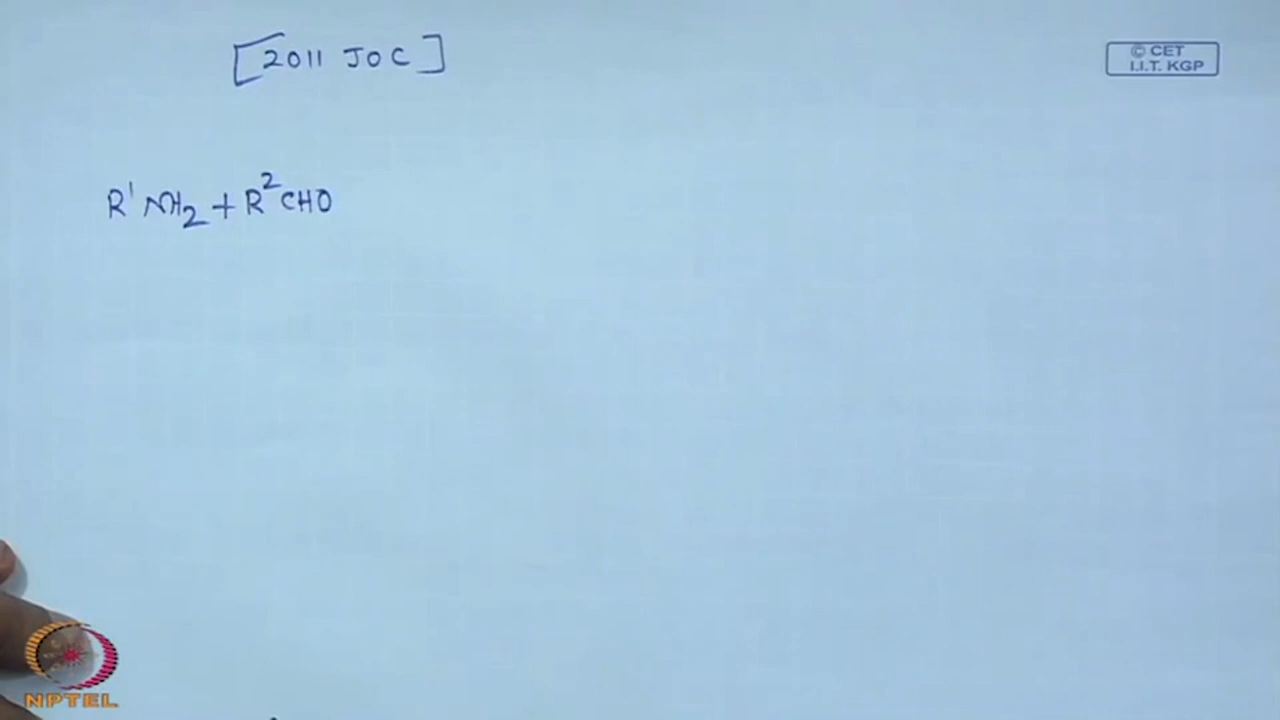 [2011 JOC]
© CET
I.I.T. KGP
R¹NH₂ + R²CHO
NPTEL